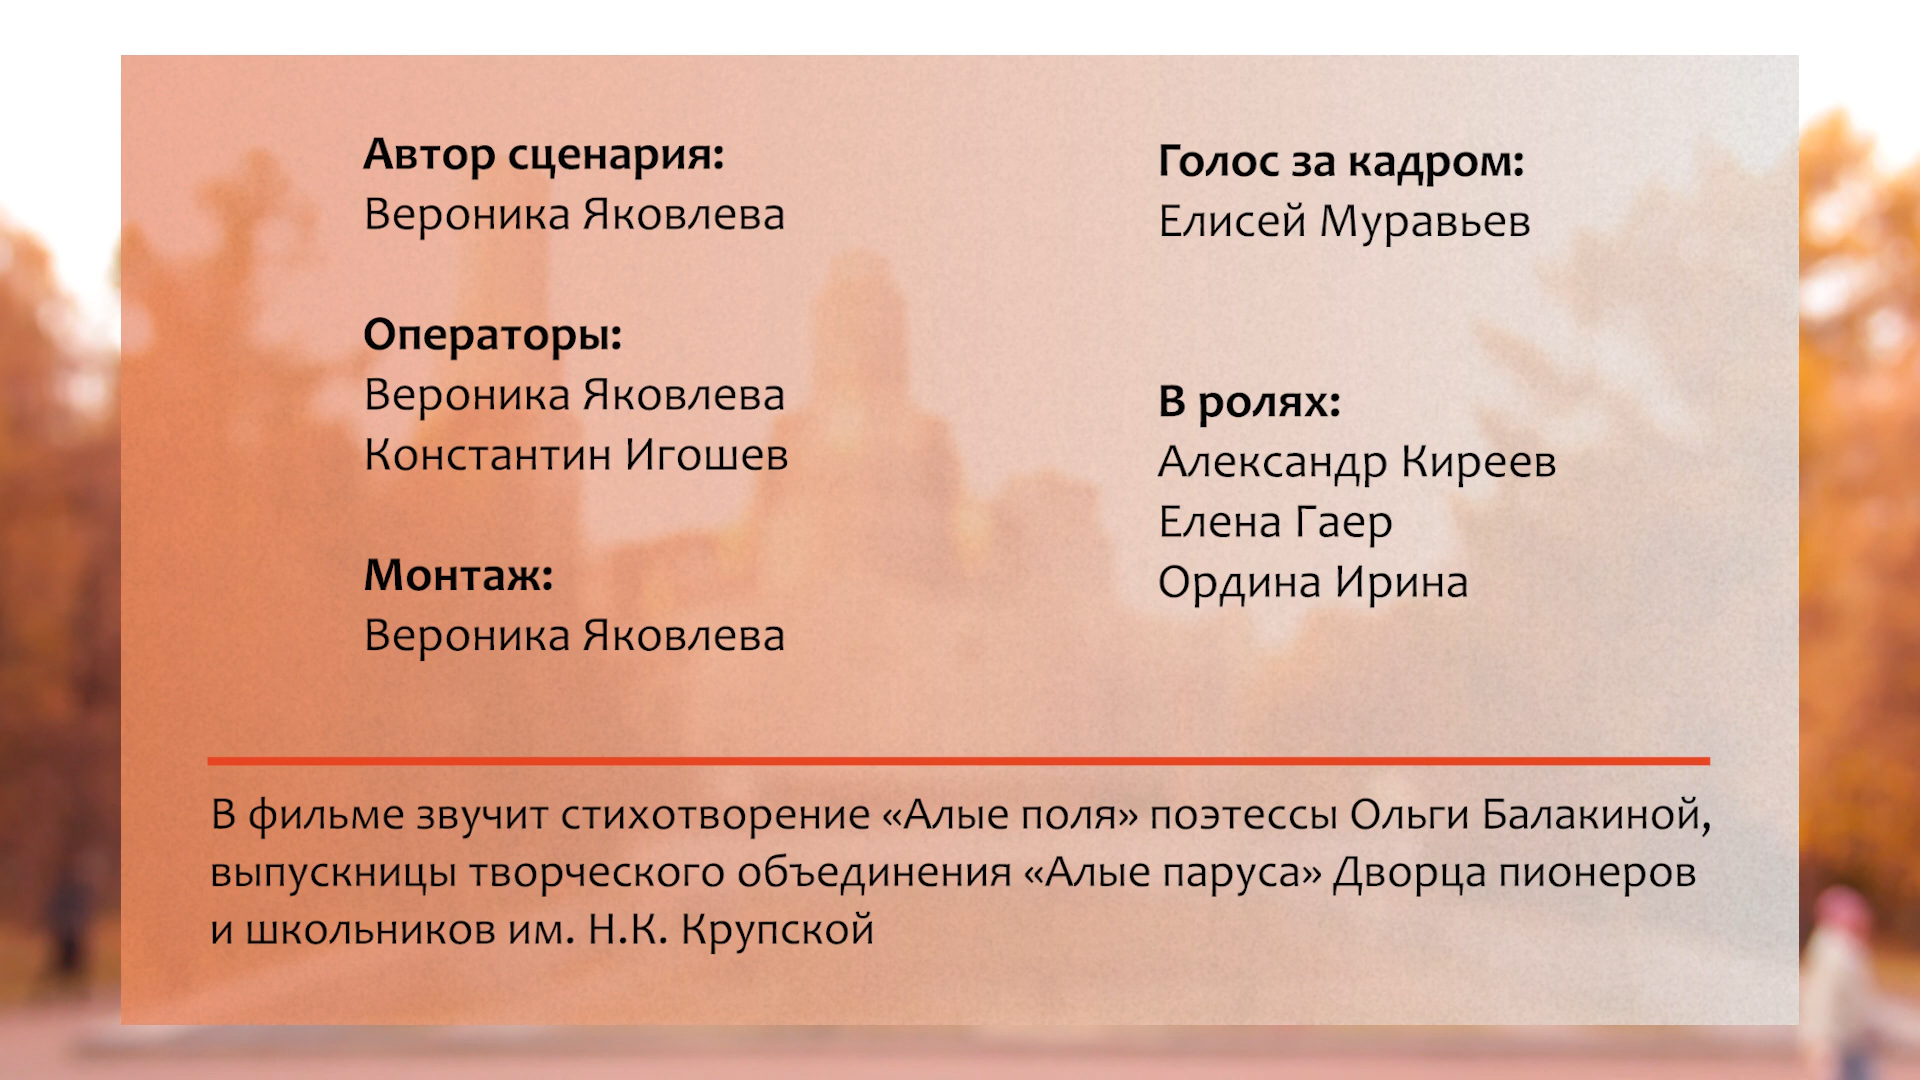 Автор сценария:
Вероника Яковлева
Операторы:
Вероника Яковлева
Константин Игошев
Монтаж:
Вероника Яковлева
Голос за кадром:
Елисей Муравьев
В ролях:
Александр Киреев
Елена Гаер
Ордина Ирина
В фильме звучит стихотворение «Алые поля» поэтессы Ольги Балакиной,
выпускницы творческого объединения «Алые паруса» Дворца пионеров
и школьников им. Н.К. Крупской